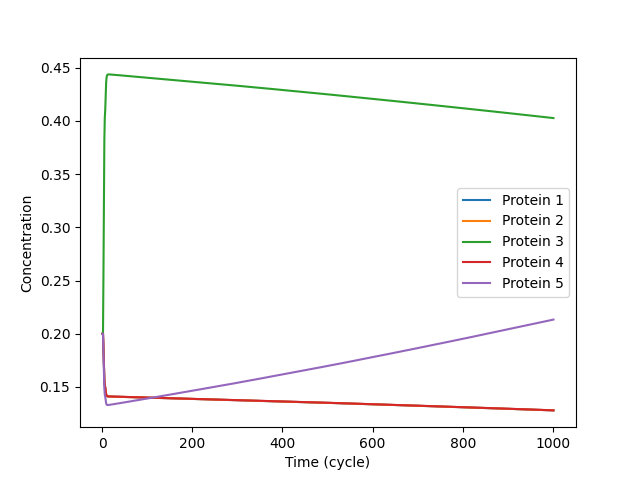 0.45
0.40
0.35
0.30
0.25
0.20
0.15
Concentration
Protein 1
Protein 2
Protein 3
Protein 4
Protein 5
0 200 400 600 800 1000
Time (cycle)